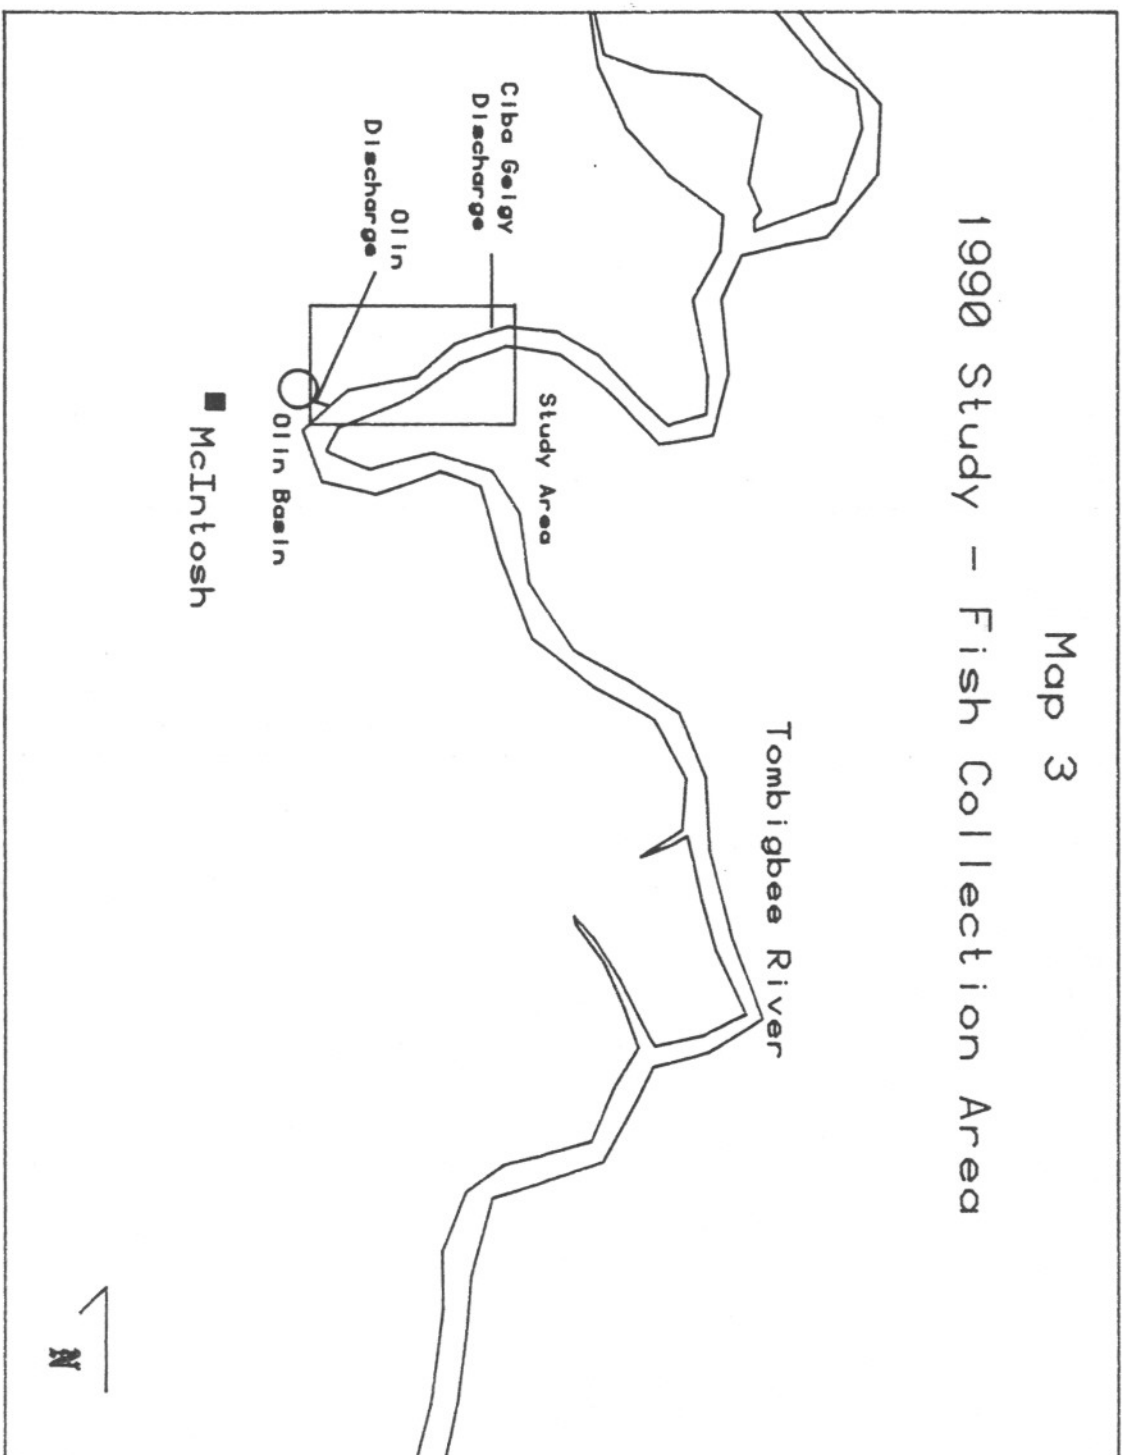 Map 3
1990 Study - Fish Collection Area
Tombigbee River
Study Area
Ciba Geigy
Discharge
Olin
Discharge
Olin Basin
McIntosh
N